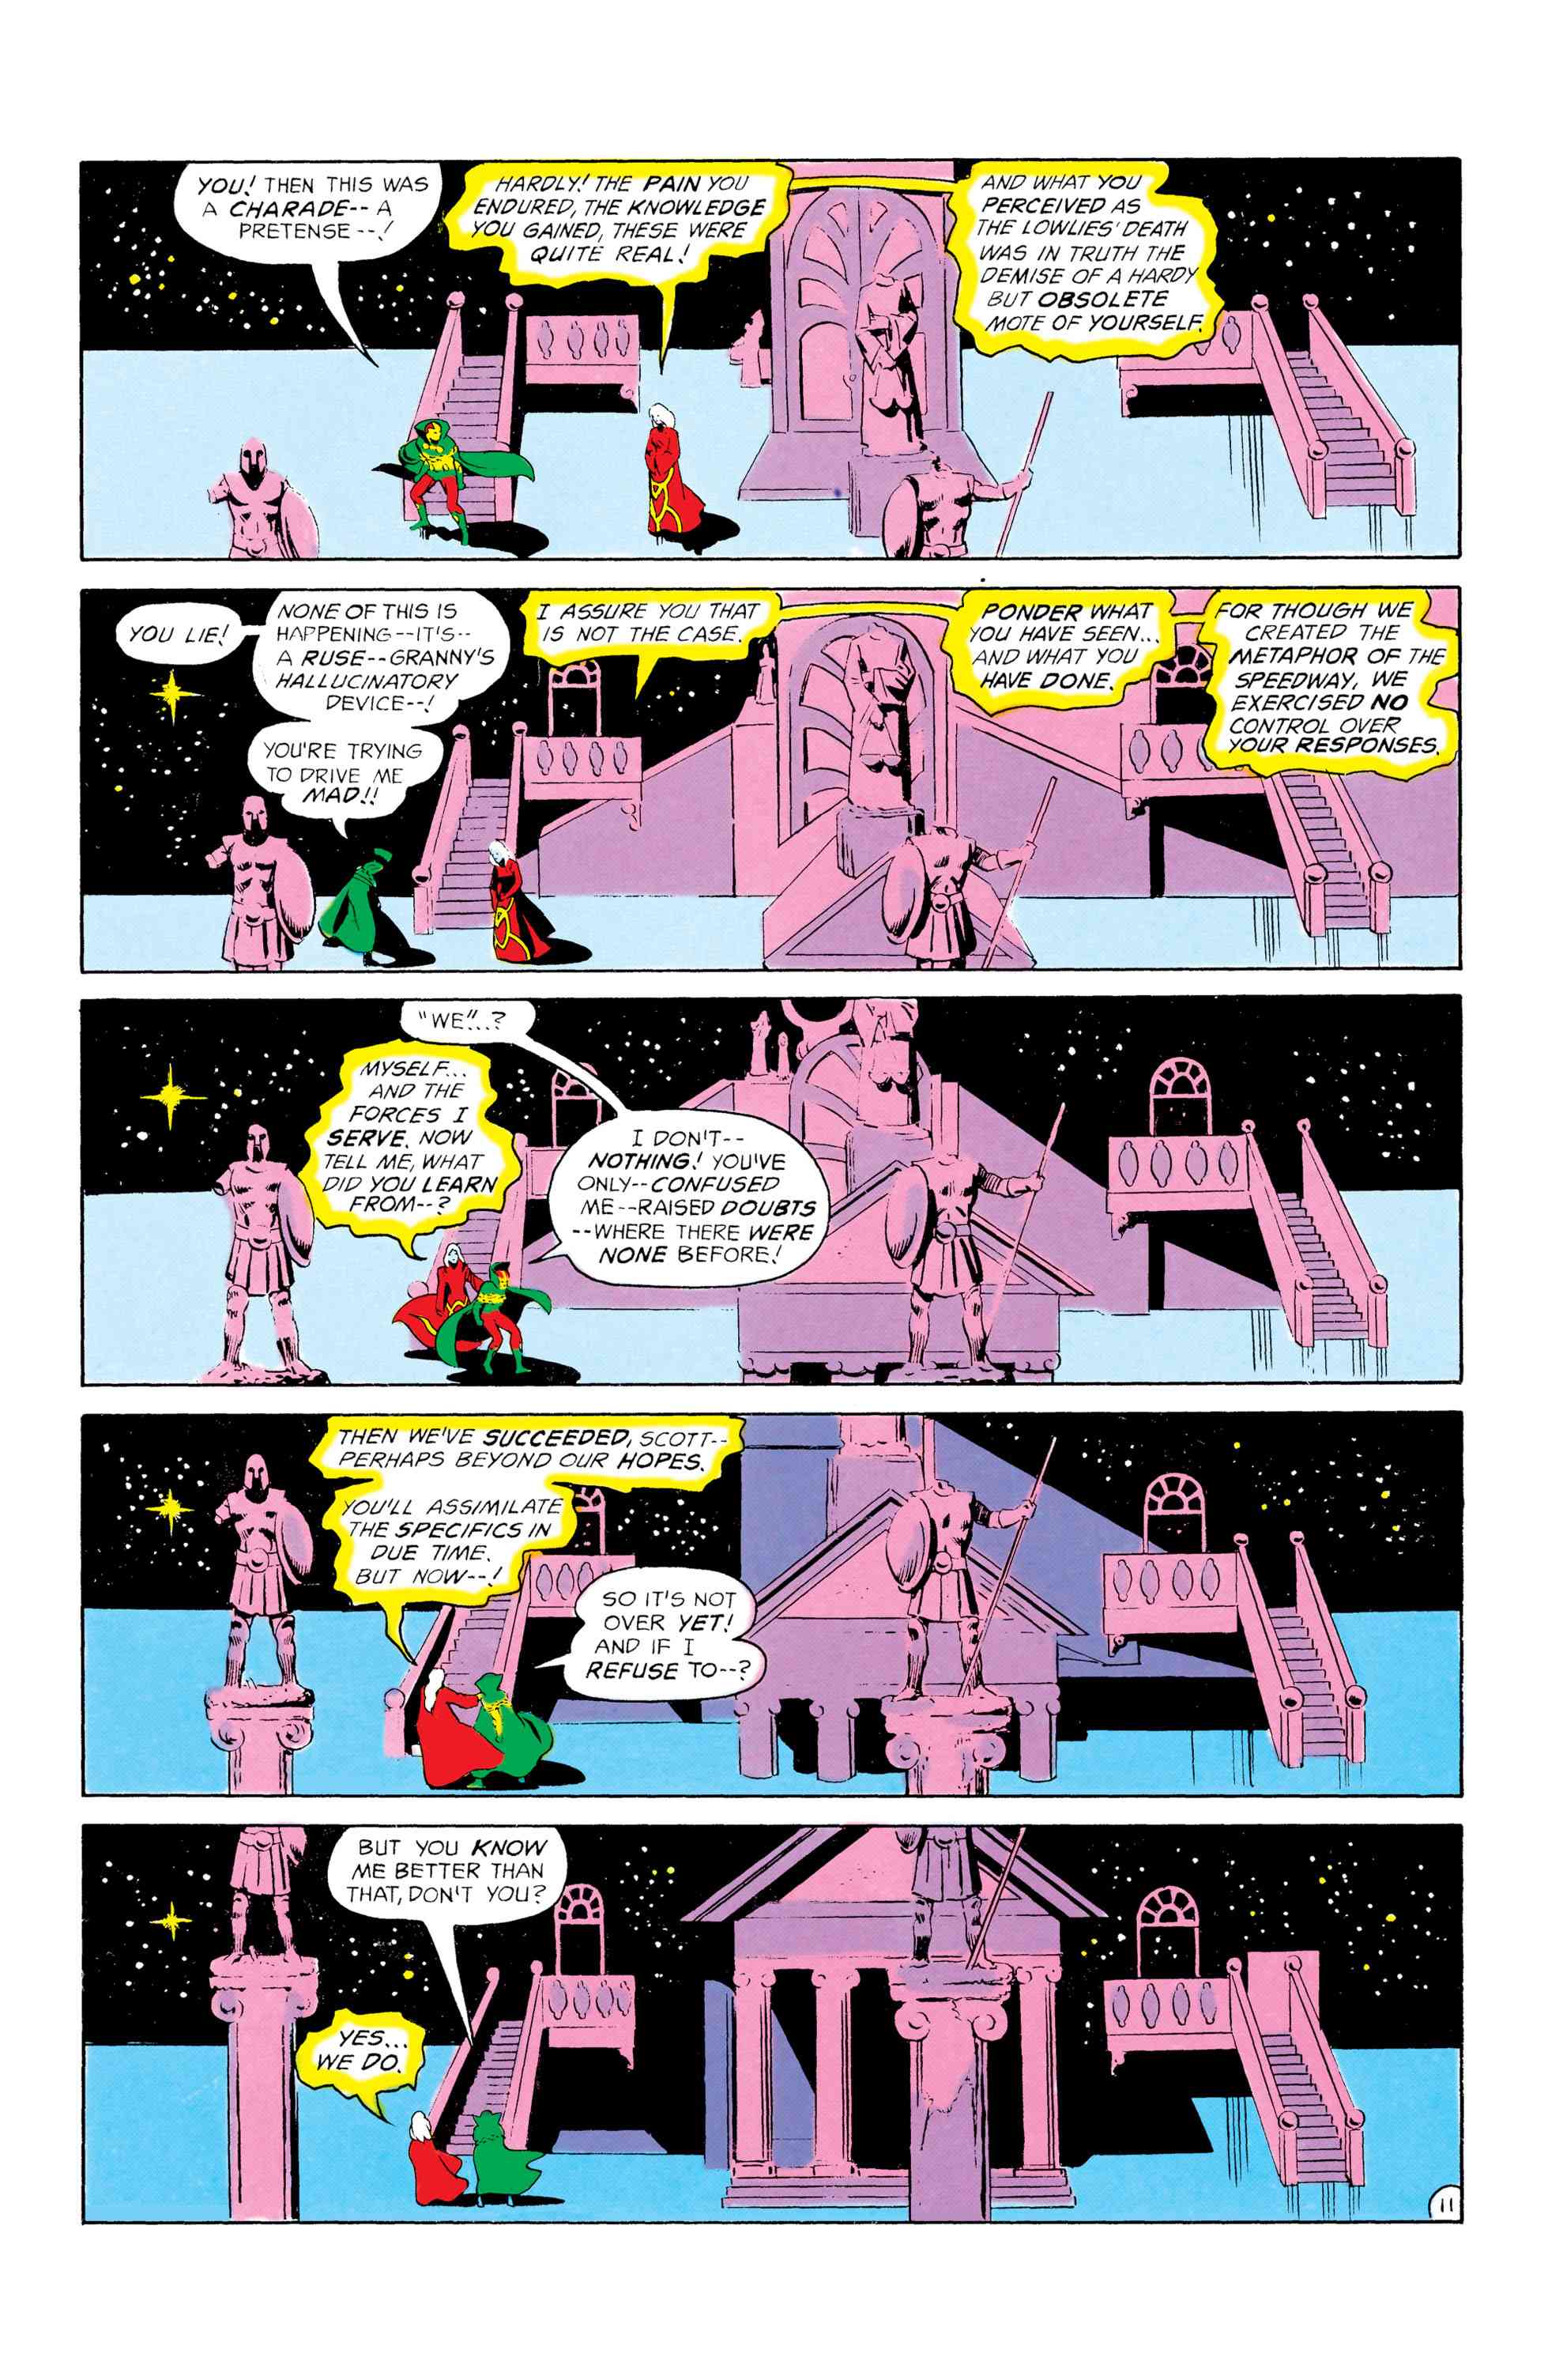 YOU! THEN THIS WAS
A CHARADE-- A
PRETENSE--!
HARDLY! THE PAIN YOU
ENDURED, THE KNOWLEDGE
YOU GAINED, THESE WERE
QUITE REAL!
AND WHAT YOU
PERCEIVED AS
THE LOWLIES' DEATH
WAS IN TRUTH THE
DEMISE OF A HARDY
BUT OBSOLETE
MOTE OF YOURSELF.
YOU LIE!
NONE OF THIS IS
HAPPENING--IT'S--
A RUSE--GRANNY'S
HALLUCINATORY
DEVICE--!
YOU'RE TRYING
TO DRIVE ME
MAD!!
I ASSURE YOU THAT
IS NOT THE CASE.
PONDER WHAT
YOU HAVE SEEN...
AND WHAT YOU
HAVE DONE.
FOR THOUGH WE
CREATED THE
METAPHOR OF THE
SPEEDWAY, WE
EXERCISED NO
CONTROL OVER
YOUR RESPONSES.
"WE"...?
MYSELF...
AND THE
FORCES I
SERVE. NOW
TELL ME, WHAT
DID YOU LEARN
FROM--?
I DON'T--
NOTHING! YOU'VE
ONLY--CONFUSED
ME--RAISED DOUBTS
--WHERE THERE WERE
NONE BEFORE!
THEN WE'VE SUCCEEDED, SCOTT--
PERHAPS BEYOND OUR HOPES.
YOU'LL ASSIMILATE
THE SPECIFICS IN
DUE TIME.
BUT NOW--!
SO IT'S NOT
OVER YET!
AND IF I
REFUSE TO--?
BUT YOU KNOW
ME BETTER THAN
THAT, DON'T YOU?
YES...
WE DO.
11